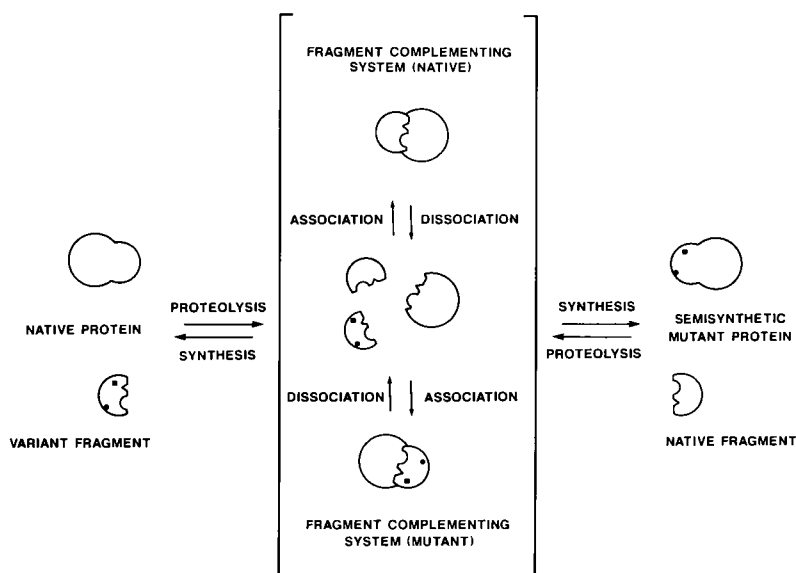 FRAGMENT COMPLEMENTING
SYSTEM (NATIVE)
ASSOCIATION
DISSOCIATION
PROTEOLYSIS
SYNTHESIS
NATIVE PROTEIN
VARIANT FRAGMENT
SYNTHESIS
PROTEOLYSIS
SEMISYNTHETIC
MUTANT PROTEIN
NATIVE FRAGMENT
DISSOCIATION
ASSOCIATION
FRAGMENT COMPLEMENTING
SYSTEM (MUTANT)